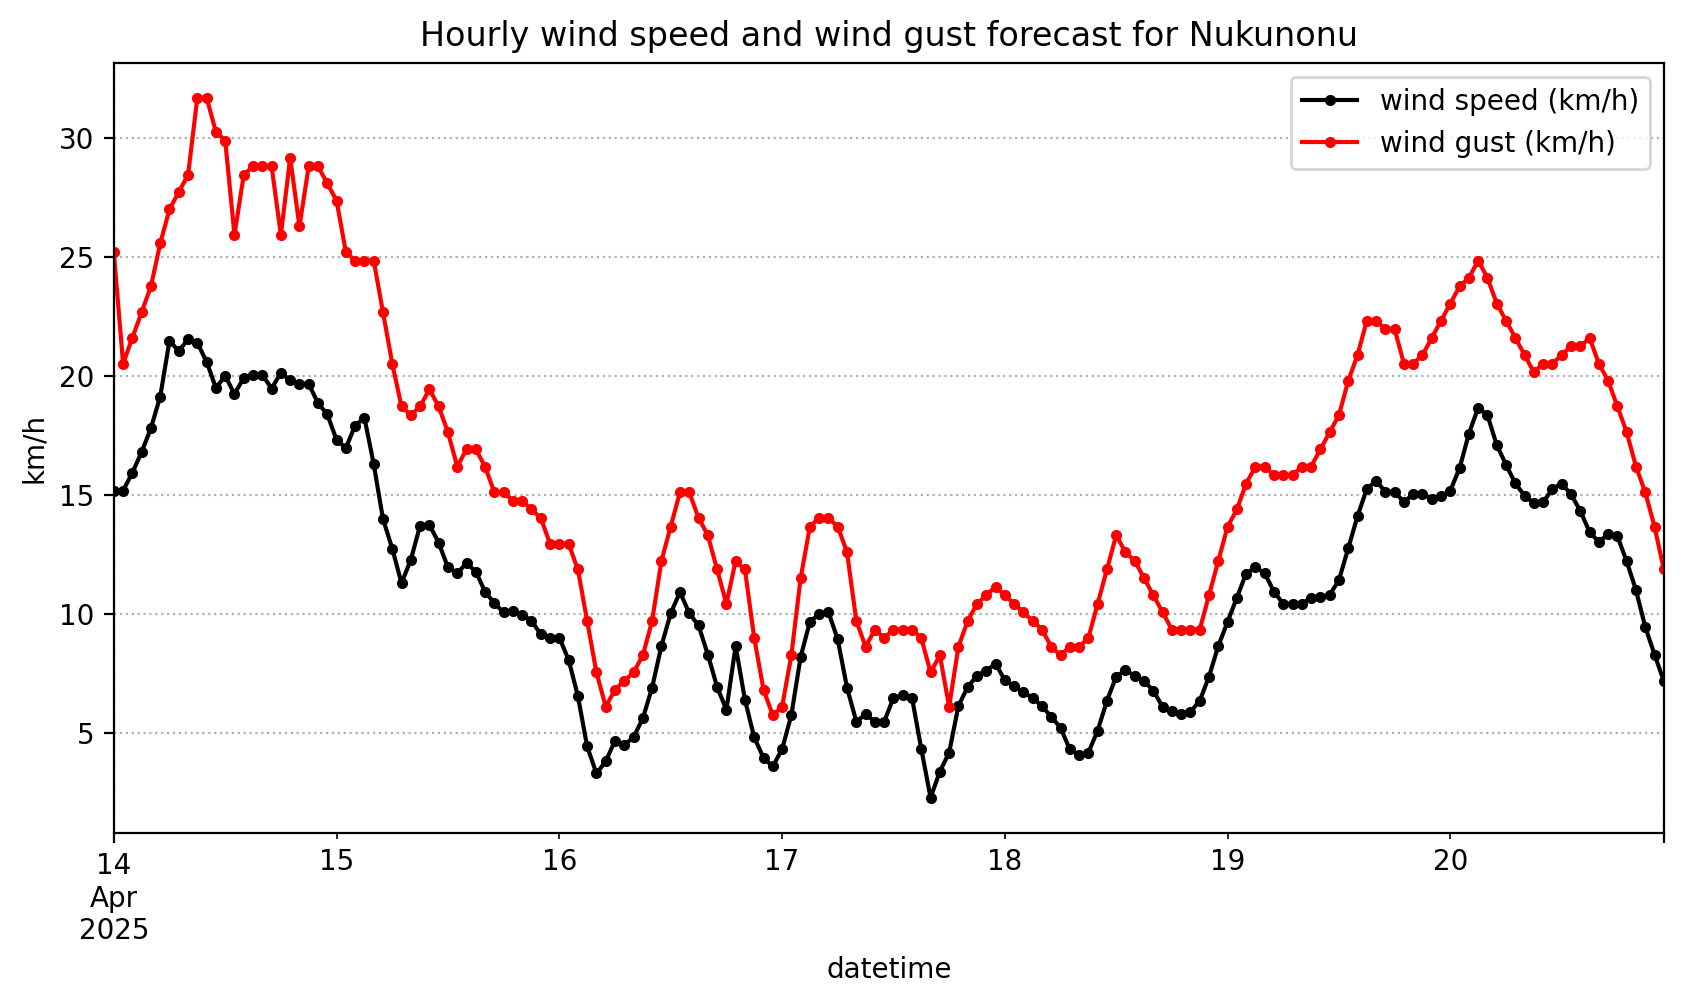 Hourly wind speed and wind gust forecast for Nukunonu
wind speed (km/h)
wind gust (km/h)
30
25
20
15
10
5
km/h
14
Apr
2025
15
16
17
18
19
20
datetime